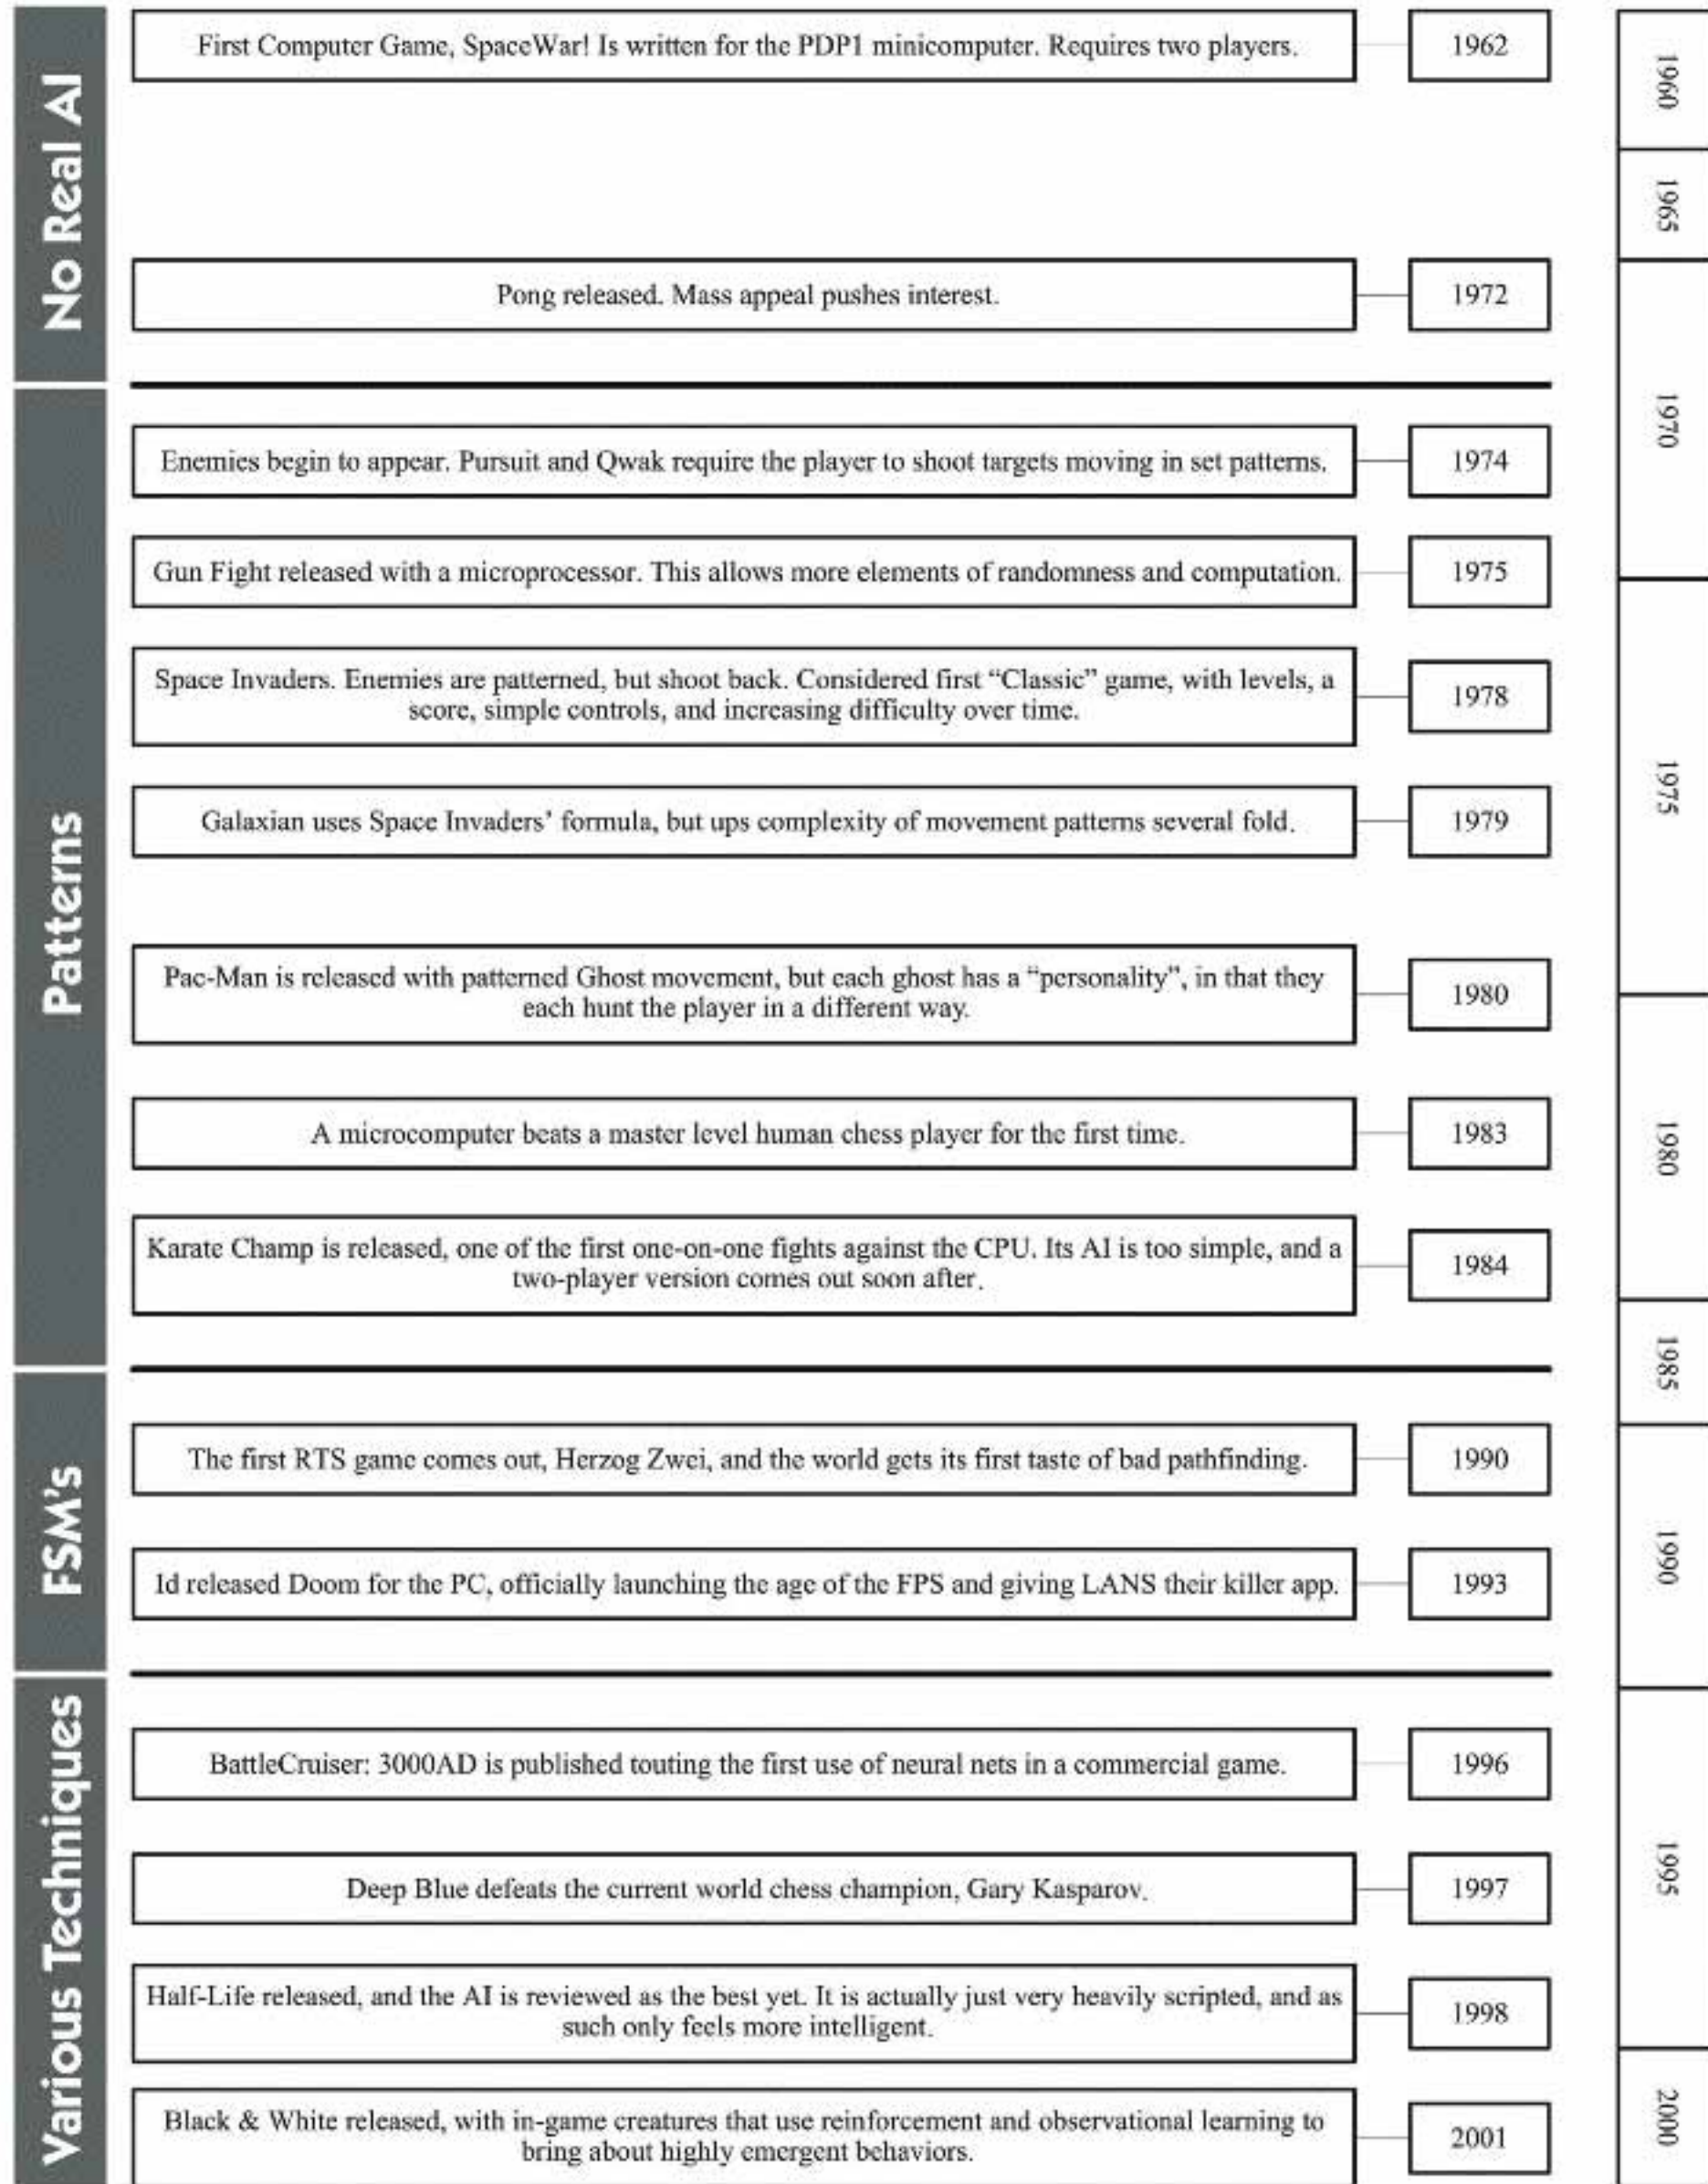 No Real AI
First Computer Game, SpaceWar! Is written for the PDP1 minicomputer. Requires two players.
1962
1960
1965
Pong released. Mass appeal pushes interest.
1972
1970
Patterns
Enemies begin to appear. Pursuit and Qwak require the player to shoot targets moving in set patterns.
1974
Gun Fight released with a microprocessor. This allows more elements of randomness and computation.
1975
Space Invaders. Enemies are patterned, but shoot back. Considered first “Classic” game, with levels, a
score, simple controls, and increasing difficulty over time.
1978
1975
Galaxian uses Space Invaders’ formula, but ups complexity of movement patterns several fold.
1979
Pac-Man is released with patterned Ghost movement, but each ghost has a “personality”, in that they
each hunt the player in a different way.
1980
A microcomputer beats a master level human chess player for the first time.
1983
1980
Karate Champ is released, one of the first one-on-one fights against the CPU. Its AI is too simple, and a
two-player version comes out soon after.
1984
1985
FSM's
The first RTS game comes out, Herzog Zwei, and the world gets its first taste of bad pathfinding.
1990
Id released Doom for the PC, officially launching the age of the FPS and giving LANS their killer app.
1993
1990
Various Techniques
BattleCruiser: 3000AD is published touting the first use of neural nets in a commercial game.
1996
Deep Blue defeats the current world chess champion, Gary Kasparov.
1997
1995
Half-Life released, and the AI is reviewed as the best yet. It is actually just very heavily scripted, and as
such only feels more intelligent.
1998
Black & White released, with in-game creatures that use reinforcement and observational learning to
bring about highly emergent behaviors.
2001
2000